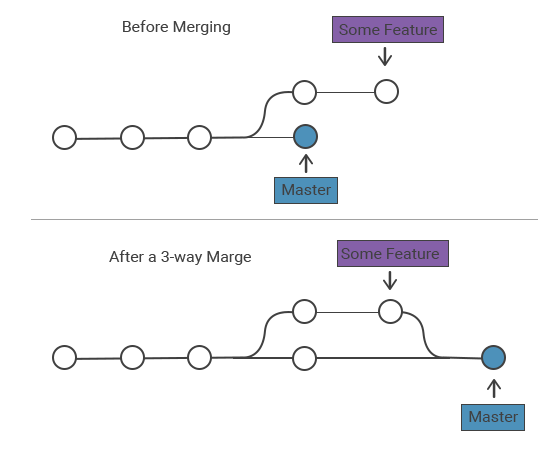 Before Merging
Some Feature
Master
After a 3-way Marge
Some Feature
Master